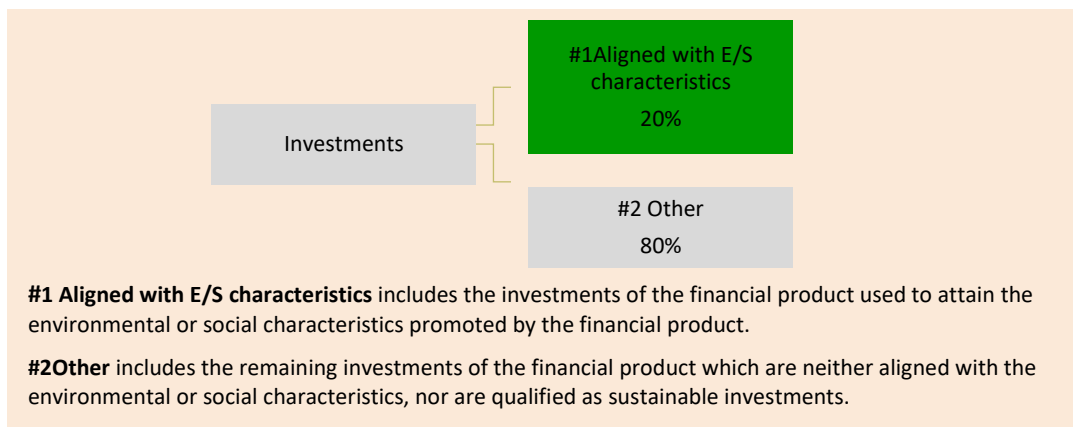 #1Aligned with E/S
characteristics
20%
Investments
#2 Other
80%
#1 Aligned with E/S characteristics includes the investments of the financial product used to attain the
environmental or social characteristics promoted by the financial product.
#2Other includes the remaining investments of the financial product which are neither aligned with the
environmental or social characteristics, nor are qualified as sustainable investments.